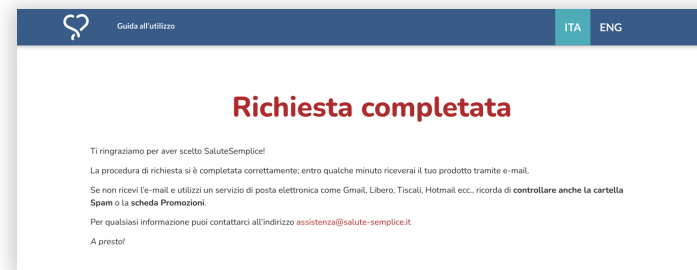 Guida all'utilizzo
ITA ENG
Richiesta completata
Ti ringraziamo per aver scelto SaluteSemplice!
La procedura di richiesta si è completata correttamente; entro qualche minuto riceverai il tuo prodotto tramite e-mail.
Se non ricevi l'e-mail e utilizzi un servizio di posta elettronica come Gmail, Libero, Tiscali, Hotmail ecc., ricorda di controllare anche la cartella
Spam o la scheda Promozioni.
Per qualsiasi informazione puoi contattarci all'indirizzo assistenza@salute-semplice.it
A presto!